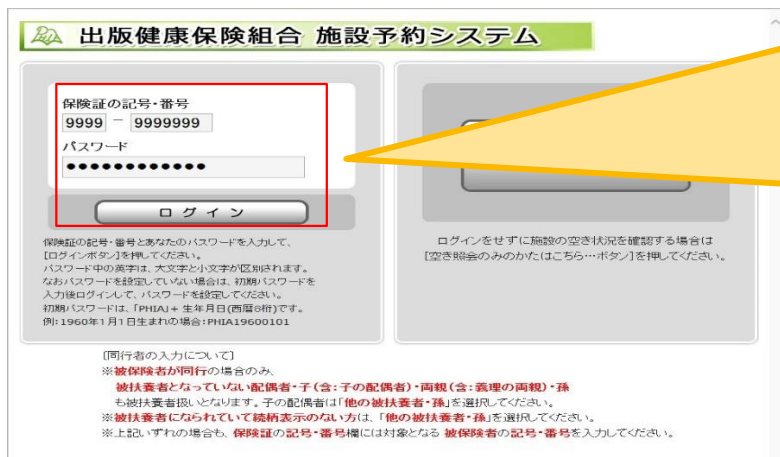 出版健康保険組合 施設予約システム
保険証の記号・番号
9999 － 9999999
パスワード
●●●●●●●●●●●●
ログイン
保険証の記号・番号とあなたのパスワードを入力して、
[ログインボタン]を押してください。
パスワード中の英字は、大文字と小文字が区別されます。
なおパスワードを設定していない場合は、初期パスワードを
入力後ログインして、パスワードを設定してください。
初期パスワードは、「PHIA」+ 生年月日(西暦8桁)です。
例:1960年1月1日生まれの場合:PHIA19600101
ログインをせずに施設の空き状況を確認する場合は
[空き照会のみのかたはこちら…ボタン]を押してください。
[同行者の入力について]
※被保険者が同行の場合のみ、
被扶養者となっていない配偶者・子(含:子の配偶者)・両親(含:義理の両親)・孫
も被扶養者扱いとなります。子の配偶者は「他の被扶養者・孫」を選択してください。
※被扶養者になられていて続柄表示のない方は、「他の被扶養者・孫」を選択してください。
※上記いずれの場合も、保険証の記号・番号欄には対象となる 被保険者の記号・番号を入力してください。